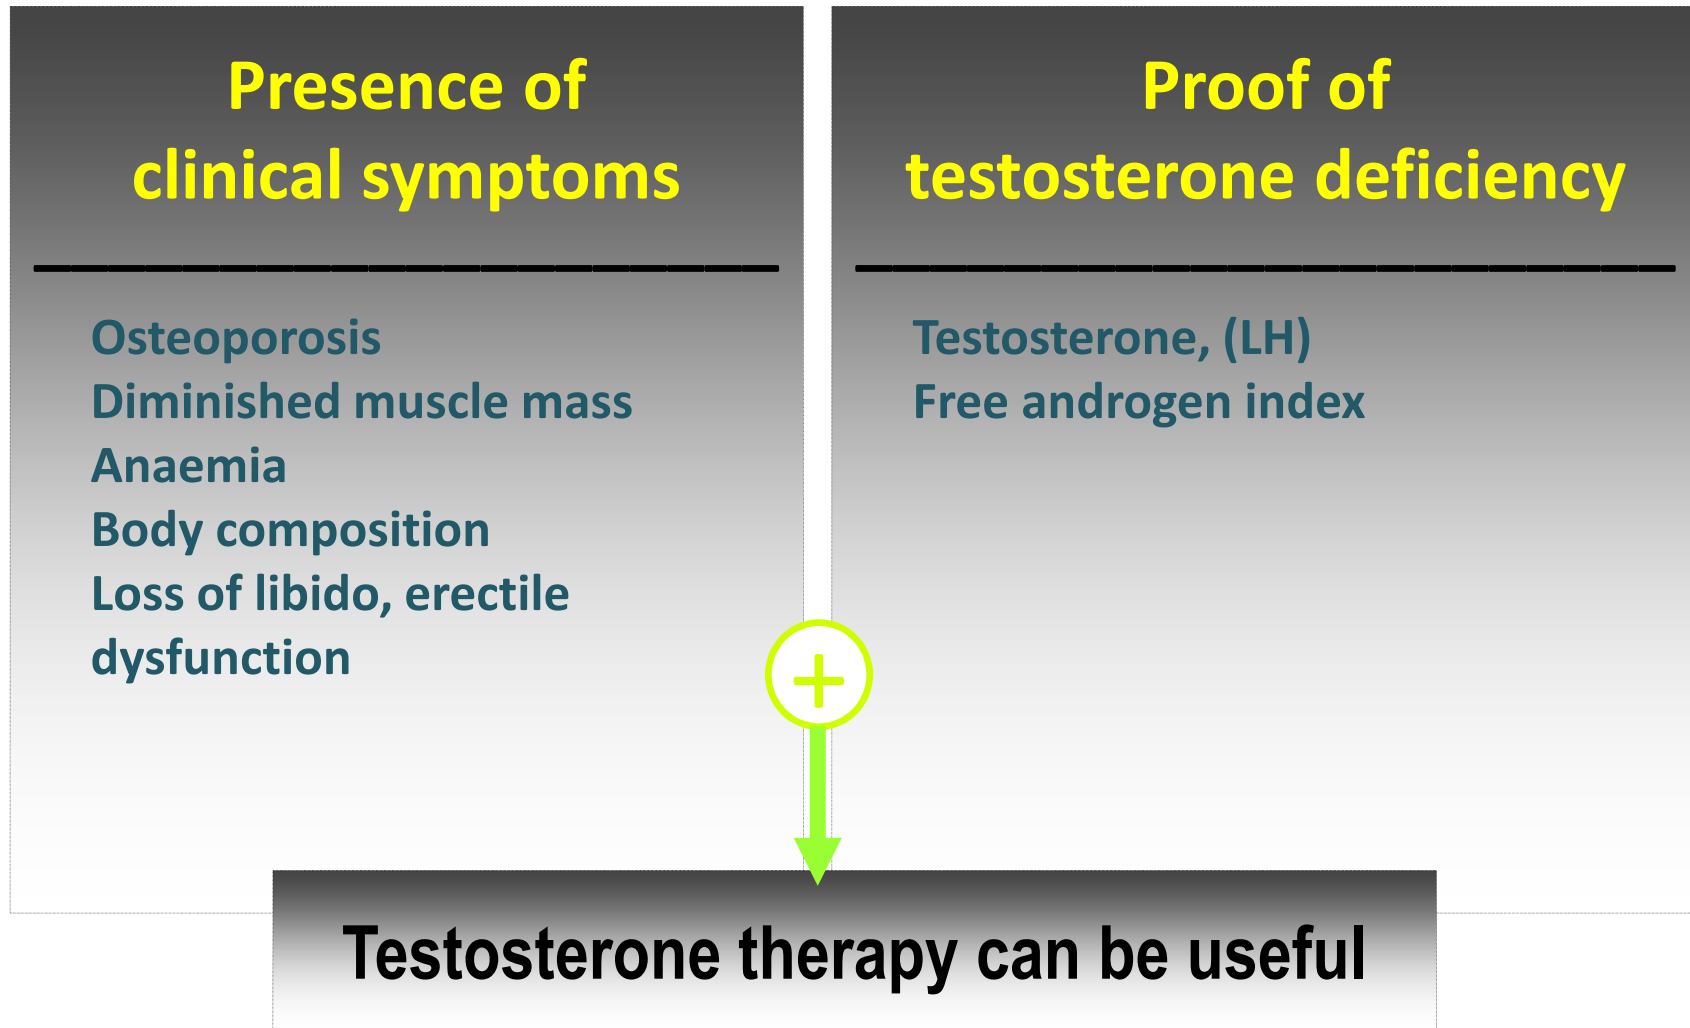 Presence of
clinical symptoms
Osteoporosis
Diminished muscle mass
Anaemia
Body composition
Loss of libido, erectile
dysfunction
Proof of
testosterone deficiency
Testosterone, (LH)
Free androgen index
+
Testosterone therapy can be useful